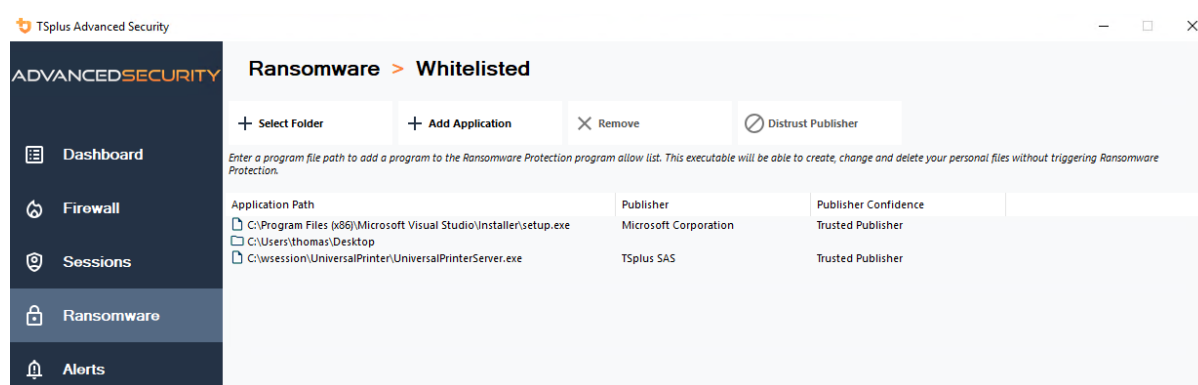 TSplus Advanced Security
ADVANCEDSECURITY
Ransomware > Whitelisted
Select Folder
Add Application
Remove
Distrust Publisher
Dashboard
Enter a program file path to add a program to the Ransomware Protection program allow list. This executable will be able to create, change and delete your personal files without triggering Ransomware
Protection.
Firewall
Application Path Publisher Publisher Confidence
C:\Program Files (x86)\Microsoft Visual Studio\Installer\setup.exe Microsoft Corporation Trusted Publisher
C:\Users\thomas\Desktop
C:\wsession\UniversalPrinter\UniversalPrinterServer.exe TSplus SAS Trusted Publisher
Sessions
Ransomware
Alerts